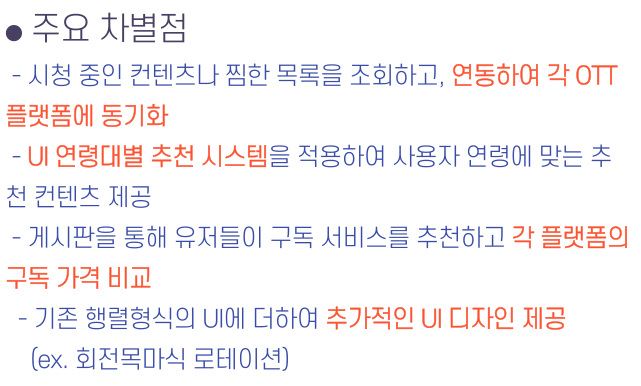 ● 주요 차별점
- 시청 중인 컨텐츠나 찜한 목록을 조회하고, 연동하여 각 OTT
플랫폼에 동기화
- UI 연령대별 추천 시스템을 적용하여 사용자 연령에 맞는 추
천 컨텐츠 제공
- 게시판을 통해 유저들이 구독 서비스를 추천하고 각 플랫폼의
구독 가격 비교
- 기존 행렬형식의 UI에 더하여 추가적인 UI 디자인 제공
(ex. 회전목마식 로테이션)